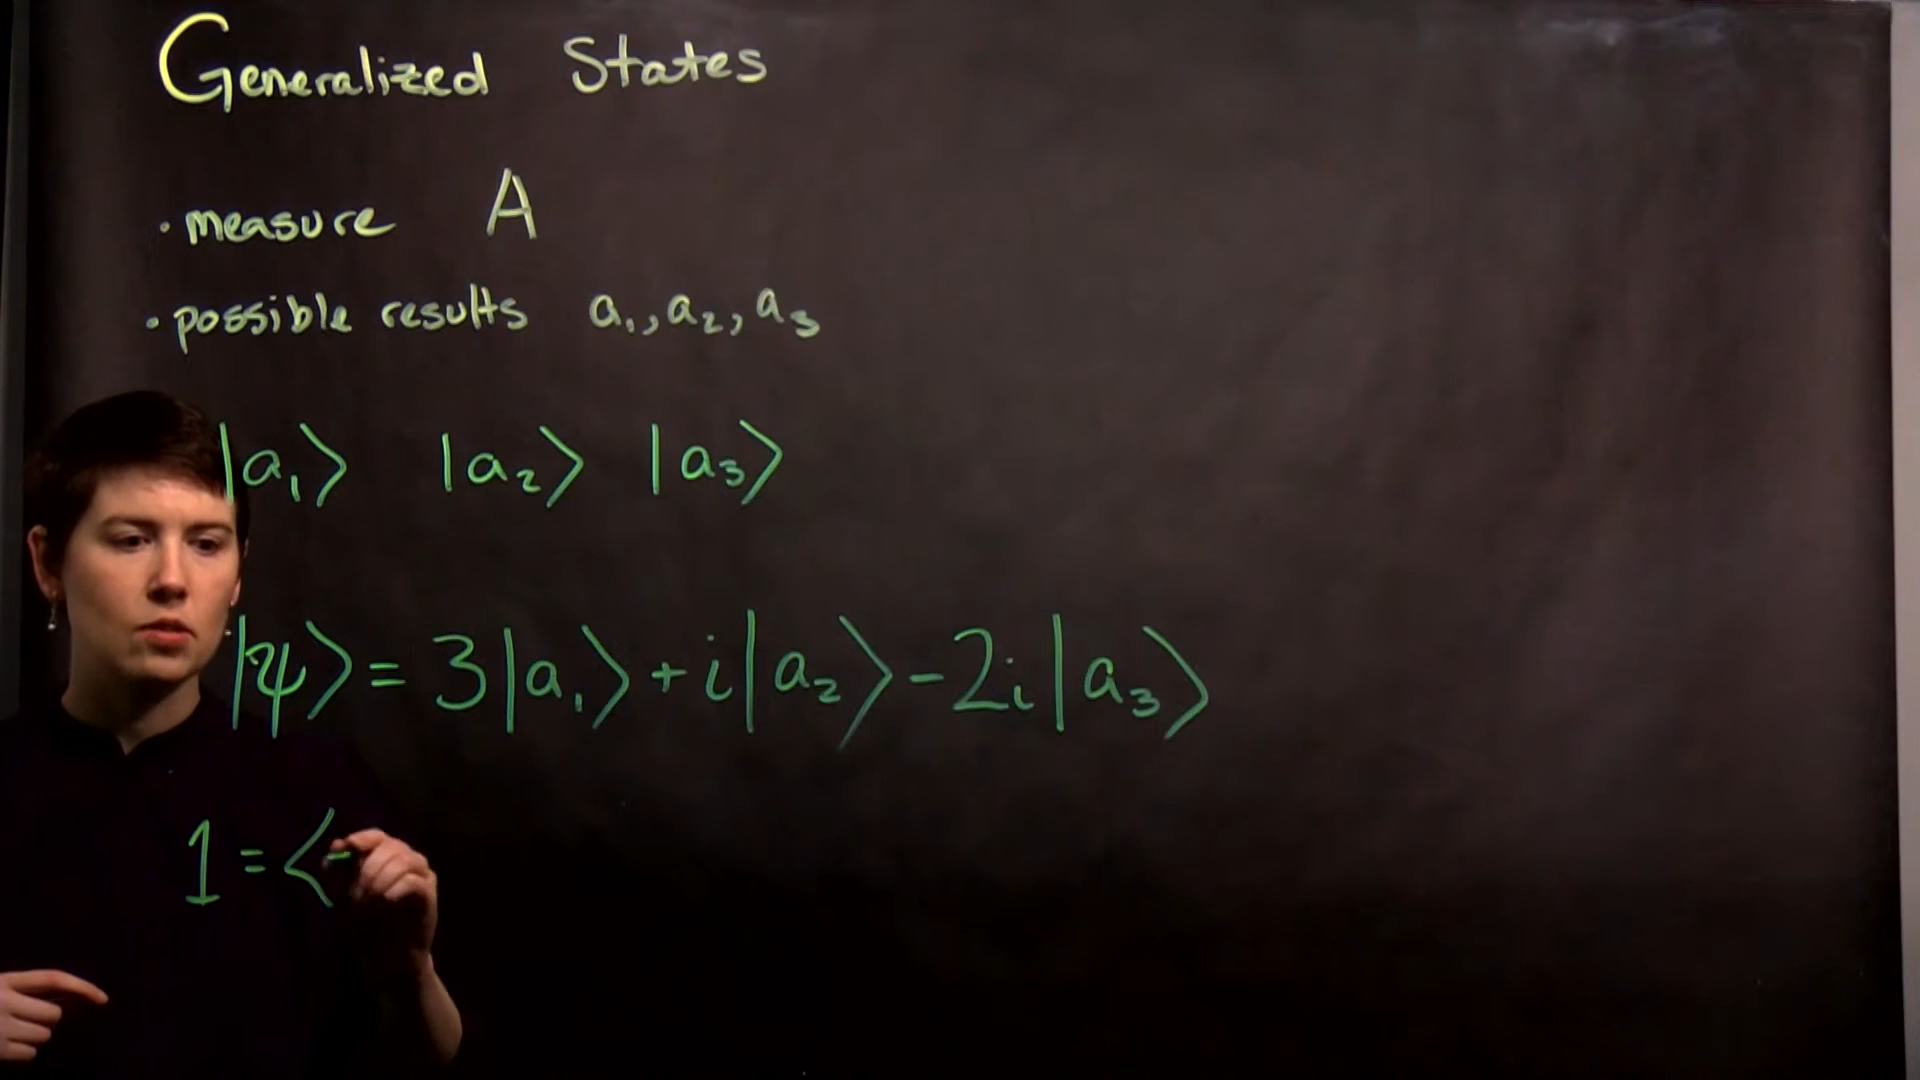 Generalized States
• measure A
• possible results a₁, a₂, a₃
|a₁⟩ |a₂⟩ |a₃⟩
|ψ⟩ = 3|a₁⟩ + i|a₂⟩ - 2i|a₃⟩
1 = ⟨